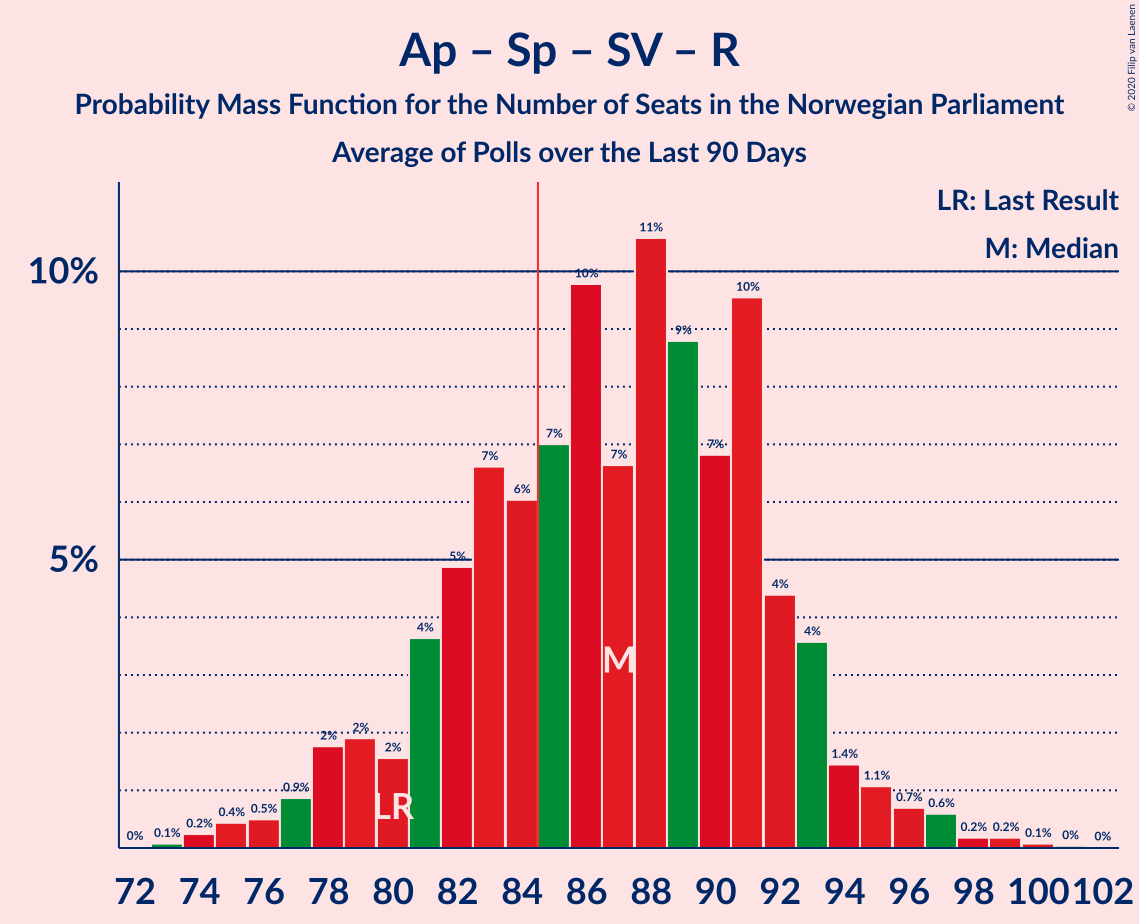 Ap – Sp – SV – R
Probability Mass Function for the Number of Seats in the Norwegian Parliament
Average of Polls over the Last 90 Days
© 2020 Filip van Laenen
LR: Last Result
M: Median
10%
5%
0% 0.1% 0.2% 0.4% 0.5% 0.9% 2% 2% 2% 4% 5% 7% 6% 7% 10% 7% 11% 9% 7% 10% 4% 4% 1.4% 1.1% 0.7% 0.6% 0.2% 0.2% 0.1% 0% 0%
M
LR
72 74 76 78 80 82 84 86 88 90 92 94 96 98 100 102